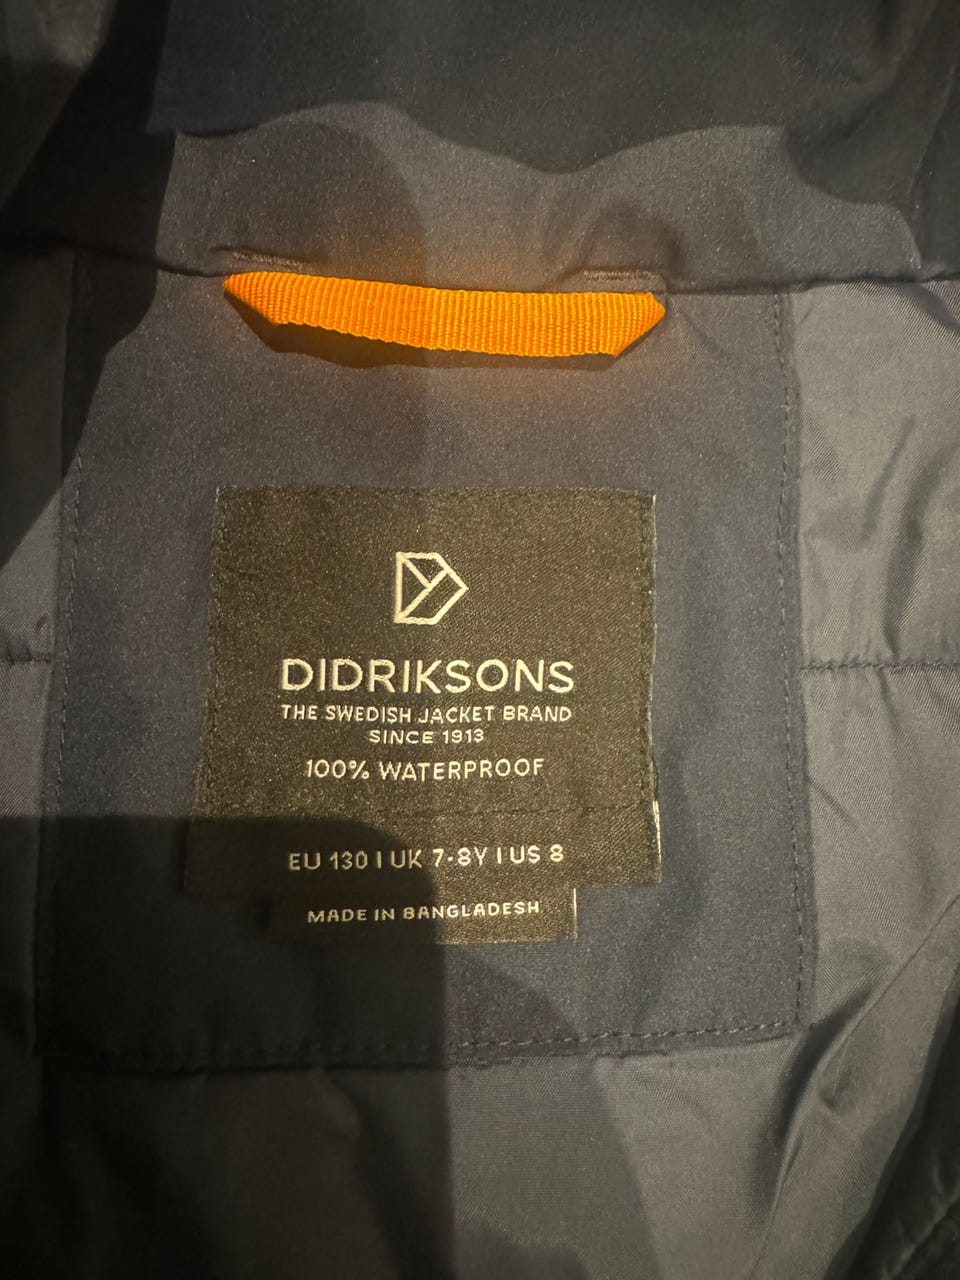 DIDRIKSONS
THE SWEDISH JACKET BRAND
SINCE 1913
100% WATERPROOF
EU 130 I UK 7-8Y I US 8
MADE IN BANGLADESH